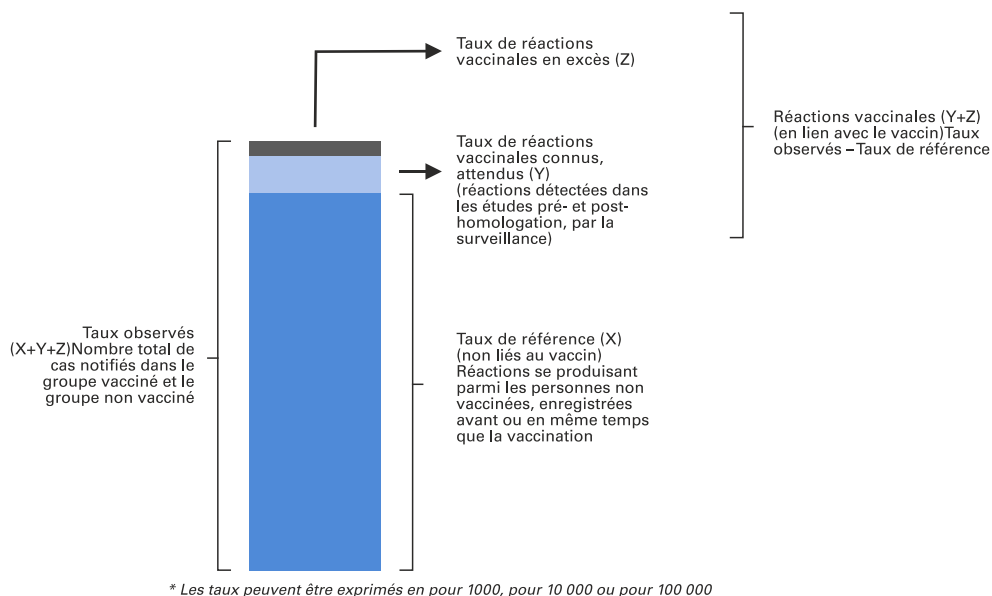 Taux de réactions
vaccinales en excès (Z)
Réactions vaccinales (Y+Z)
(en lien avec le vaccin)Taux
observés – Taux de référence
Taux de réactions
vaccinales connus,
attendus (Y)
(réactions détectées dans
les études pré- et post-
homologation, par la
surveillance)
Taux observés
(X+Y+Z)Nombre total de
cas notifiés dans le
groupe vacciné et le
groupe non vacciné
Taux de référence (X)
(non liés au vaccin)
Réactions se produisant
parmi les personnes non
vaccinées, enregistrées
avant ou en même temps
que la vaccination
* Les taux peuvent être exprimés en pour 1000, pour 10 000 ou pour 100 000